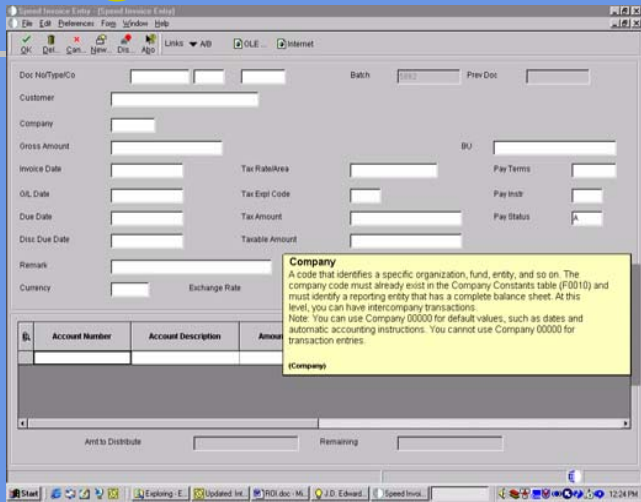 Speed Invoice Entry - [Speed Invoice Entry]
File Edit Preferences Form Window Help
OK Del... Can... New... Dis... Abo Links A/B OLE ... Internet
Doc No/Type/Co Batch 5892 Prev Doc
Customer
Company
Gross Amount BU
Invoice Date Tax Rate/Area Pay Terms
G/L Date Tax Expl Code Pay Instr
Due Date Tax Amount Pay Status A
Disc Due Date Taxable Amount
Remark
Currency Exchange Rate
Company
A code that identifies a specific organization, fund, entity, and so on. The
company code must already exist in the Company Constants table (F0010) and
must identify a reporting entity that has a complete balance sheet. At this
level, you can have intercompany transactions.
Note: You can use Company 00000 for default values, such as dates and
automatic accounting instructions. You cannot use Company 00000 for
transaction entries.
(Company)
Account Number Account Description Amoun
Amt to Distribute Remaining
Start Exploring - E... Updated: Int... ROI.doc - Mi... J.D. Edward... Speed Invoi... 12:24 PM